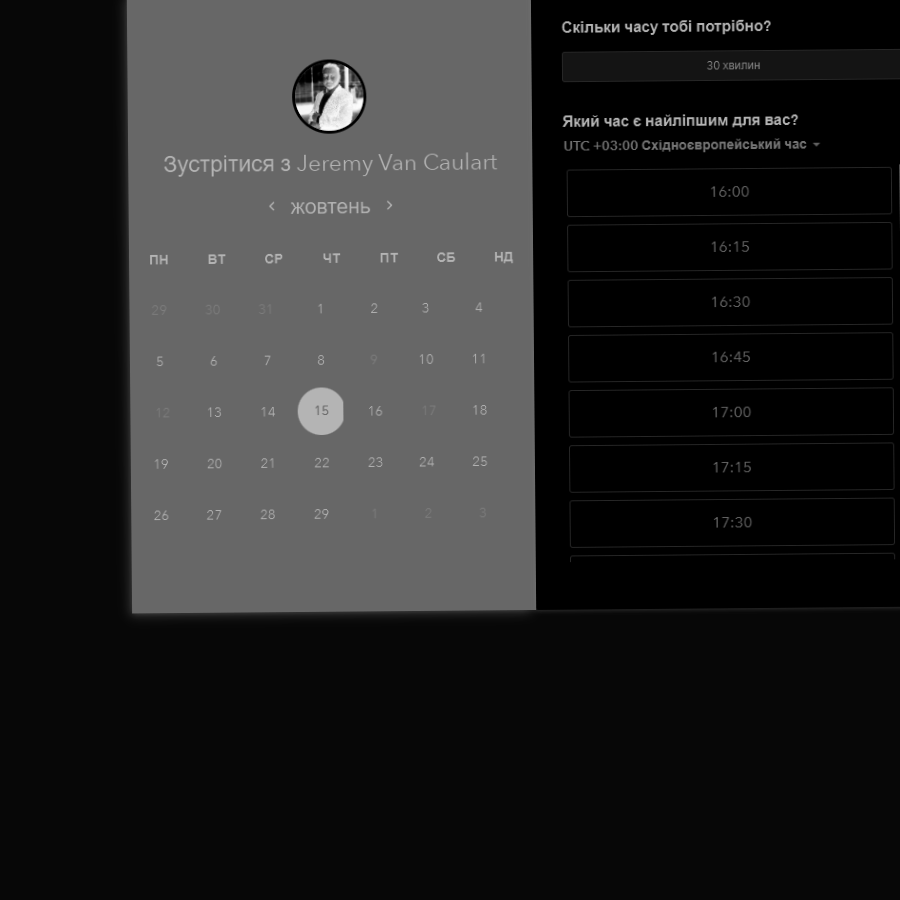 Зустрітися з Jeremy Van Caulart
‹ жовтень ›
ПН ВТ СР ЧТ ПТ СБ НД
29 30 31 1 2 3 4
5 6 7 8 9 10 11
12 13 14 15 16 17 18
19 20 21 22 23 24 25
26 27 28 29 1 2 3
Скільки часу тобі потрібно?
30 хвилин
Який час є найліпшим для вас?
UTC +03:00 Східноєвропейський час
16:00
16:15
16:30
16:45
17:00
17:15
17:30